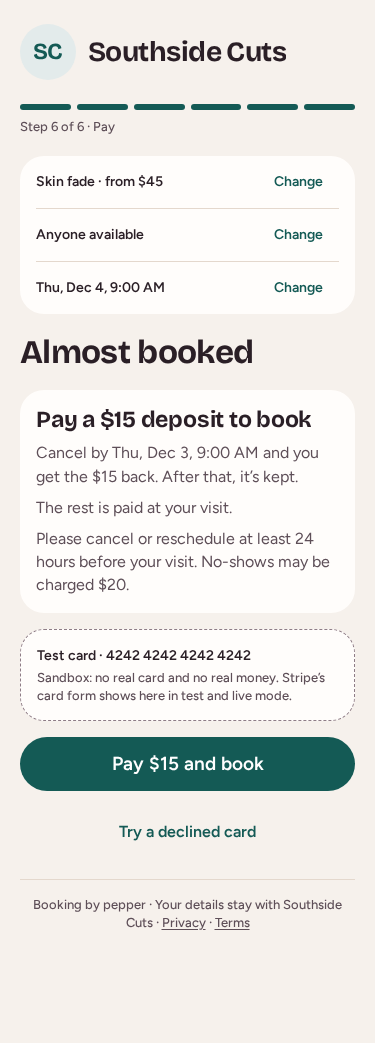 SC
Southside Cuts
Step 6 of 6 · Pay
Skin fade · from $45
Change
Anyone available
Change
Thu, Dec 4, 9:00 AM
Change
Almost booked
Pay a $15 deposit to book
Cancel by Thu, Dec 3, 9:00 AM and you
get the $15 back. After that, it’s kept.
The rest is paid at your visit.
Please cancel or reschedule at least 24
hours before your visit. No-shows may be
charged $20.
Test card · 4242 4242 4242 4242
Sandbox: no real card and no real money. Stripe’s
card form shows here in test and live mode.
Pay $15 and book
Try a declined card
Booking by pepper · Your details stay with Southside
Cuts · Privacy · Terms